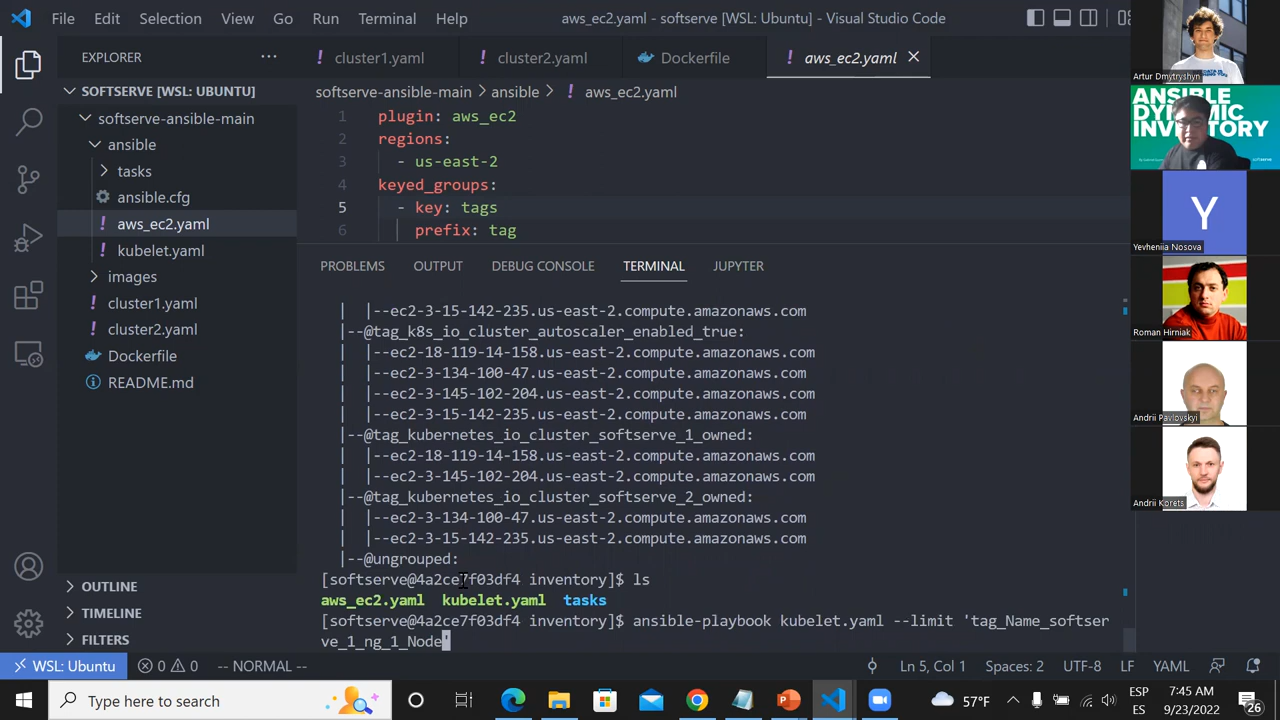 File Edit Selection View Go Run Terminal Help
aws_ec2.yaml - softserve [WSL: Ubuntu] - Visual Studio Code
EXPLORER
SOFTSERVE [WSL: UBUNTU]
softserve-ansible-main
ansible
tasks
ansible.cfg
aws_ec2.yaml
kubelet.yaml
images
cluster1.yaml
cluster2.yaml
Dockerfile
README.md
OUTLINE
TIMELINE
FILTERS
cluster1.yaml cluster2.yaml Dockerfile aws_ec2.yaml
softserve-ansible-main > ansible > aws_ec2.yaml
1 plugin: aws_ec2
2 regions:
3 - us-east-2
4 keyed_groups:
5 - key: tags
6 prefix: tag
PROBLEMS OUTPUT DEBUG CONSOLE TERMINAL JUPYTER
| |--ec2-3-15-142-235.us-east-2.compute.amazonaws.com
|--@tag_k8s_io_cluster_autoscaler_enabled_true:
| |--ec2-18-119-14-158.us-east-2.compute.amazonaws.com
| |--ec2-3-134-100-47.us-east-2.compute.amazonaws.com
| |--ec2-3-145-102-204.us-east-2.compute.amazonaws.com
| |--ec2-3-15-142-235.us-east-2.compute.amazonaws.com
|--@tag_kubernetes_io_cluster_softserve_1_owned:
| |--ec2-18-119-14-158.us-east-2.compute.amazonaws.com
| |--ec2-3-145-102-204.us-east-2.compute.amazonaws.com
|--@tag_kubernetes_io_cluster_softserve_2_owned:
| |--ec2-3-134-100-47.us-east-2.compute.amazonaws.com
| |--ec2-3-15-142-235.us-east-2.compute.amazonaws.com
|--@ungrouped:
[softserve@4a2ce7f03df4 inventory]$ ls
aws_ec2.yaml kubelet.yaml tasks
[softserve@4a2ce7f03df4 inventory]$ ansible-playbook kubelet.yaml --limit 'tag_Name_softser
ve_1_ng_1_Node'
WSL: Ubuntu 0 0 -- NORMAL -- Ln 5, Col 1 Spaces: 2 UTF-8 LF YAML
Type here to search
57°F
ESP
ES
7:45 AM
9/23/2022
26
Artur Dmytryshyn
ANSIBLE
DYNAMIC
INVENTORY
softserve
Y
Yevheniia Nosova
Roman Hirniak
Andrii Pavlovskyi
Andrii Korets